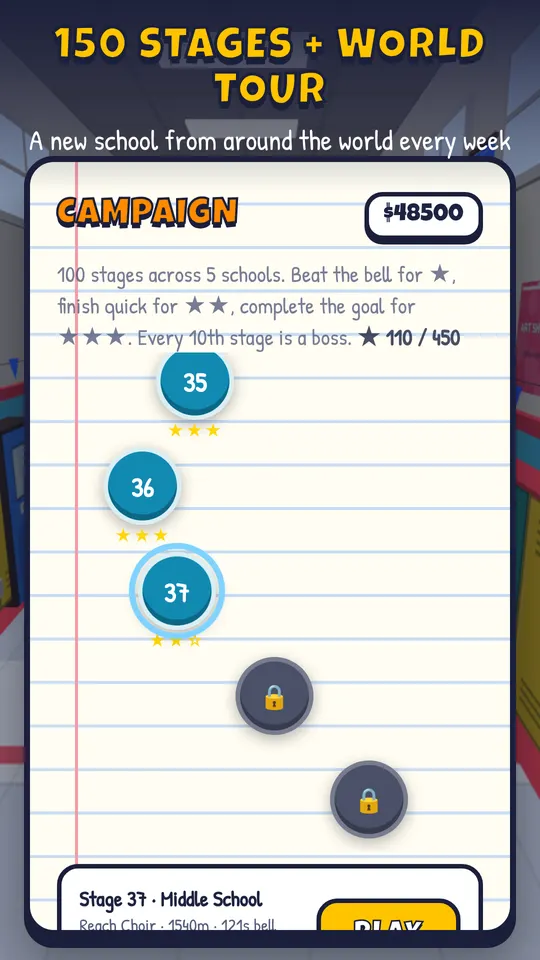 150 STAGES + WORLD
TOUR
A new school from around the world every week
CAMPAIGN
$48500
100 stages across 5 schools. Beat the bell for ★,
finish quick for ★★, complete the goal for
★★★. Every 10th stage is a boss. ★ 110 / 450
35
★★★
36
★★★
37
★★☆
Stage 37 · Middle School
Reach Choir · 1540m · 121s bell
PLAY